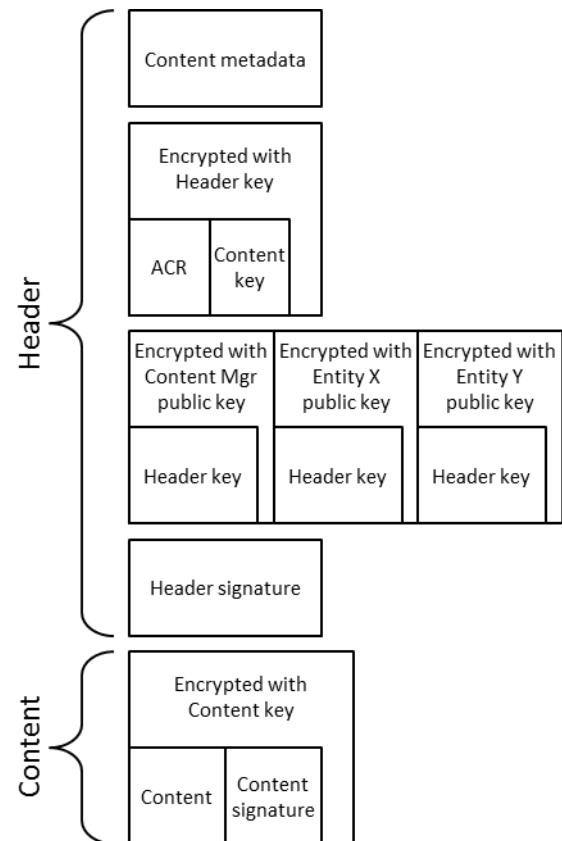 Header
Content metadata
Encrypted with
Header key
ACR
Content
key
Encrypted with
Content Mgr
public key
Encrypted with
Entity X
public key
Encrypted with
Entity Y
public key
Header key
Header key
Header key
Header signature
Content
Encrypted with
Content key
Content
Content
signature